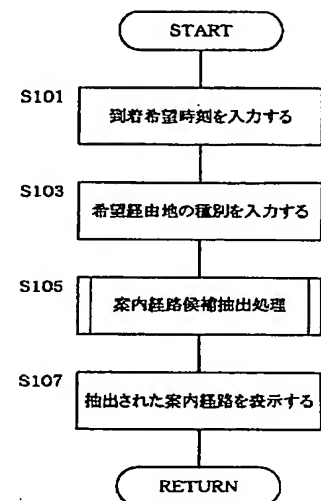 START
S101
到着希望時刻を入力する
S103
希望経由地の種別を入力する
S105
案内経路候補抽出処理
S107
抽出された案内経路を表示する
RETURN